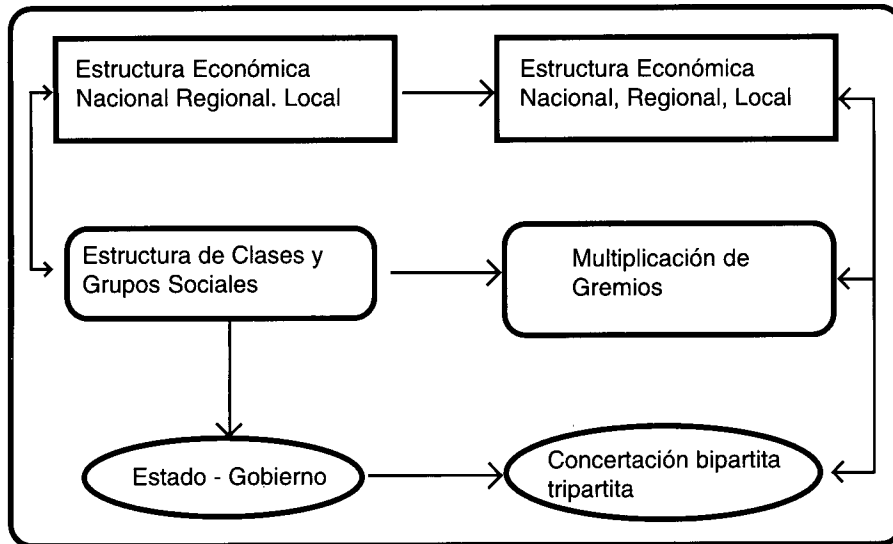 Estructura Económica
Nacional Regional. Local
Estructura Económica
Nacional, Regional, Local
Estructura de Clases y
Grupos Sociales
Multiplicación de
Gremios
Estado - Gobierno
Concertación bipartita
tripartita